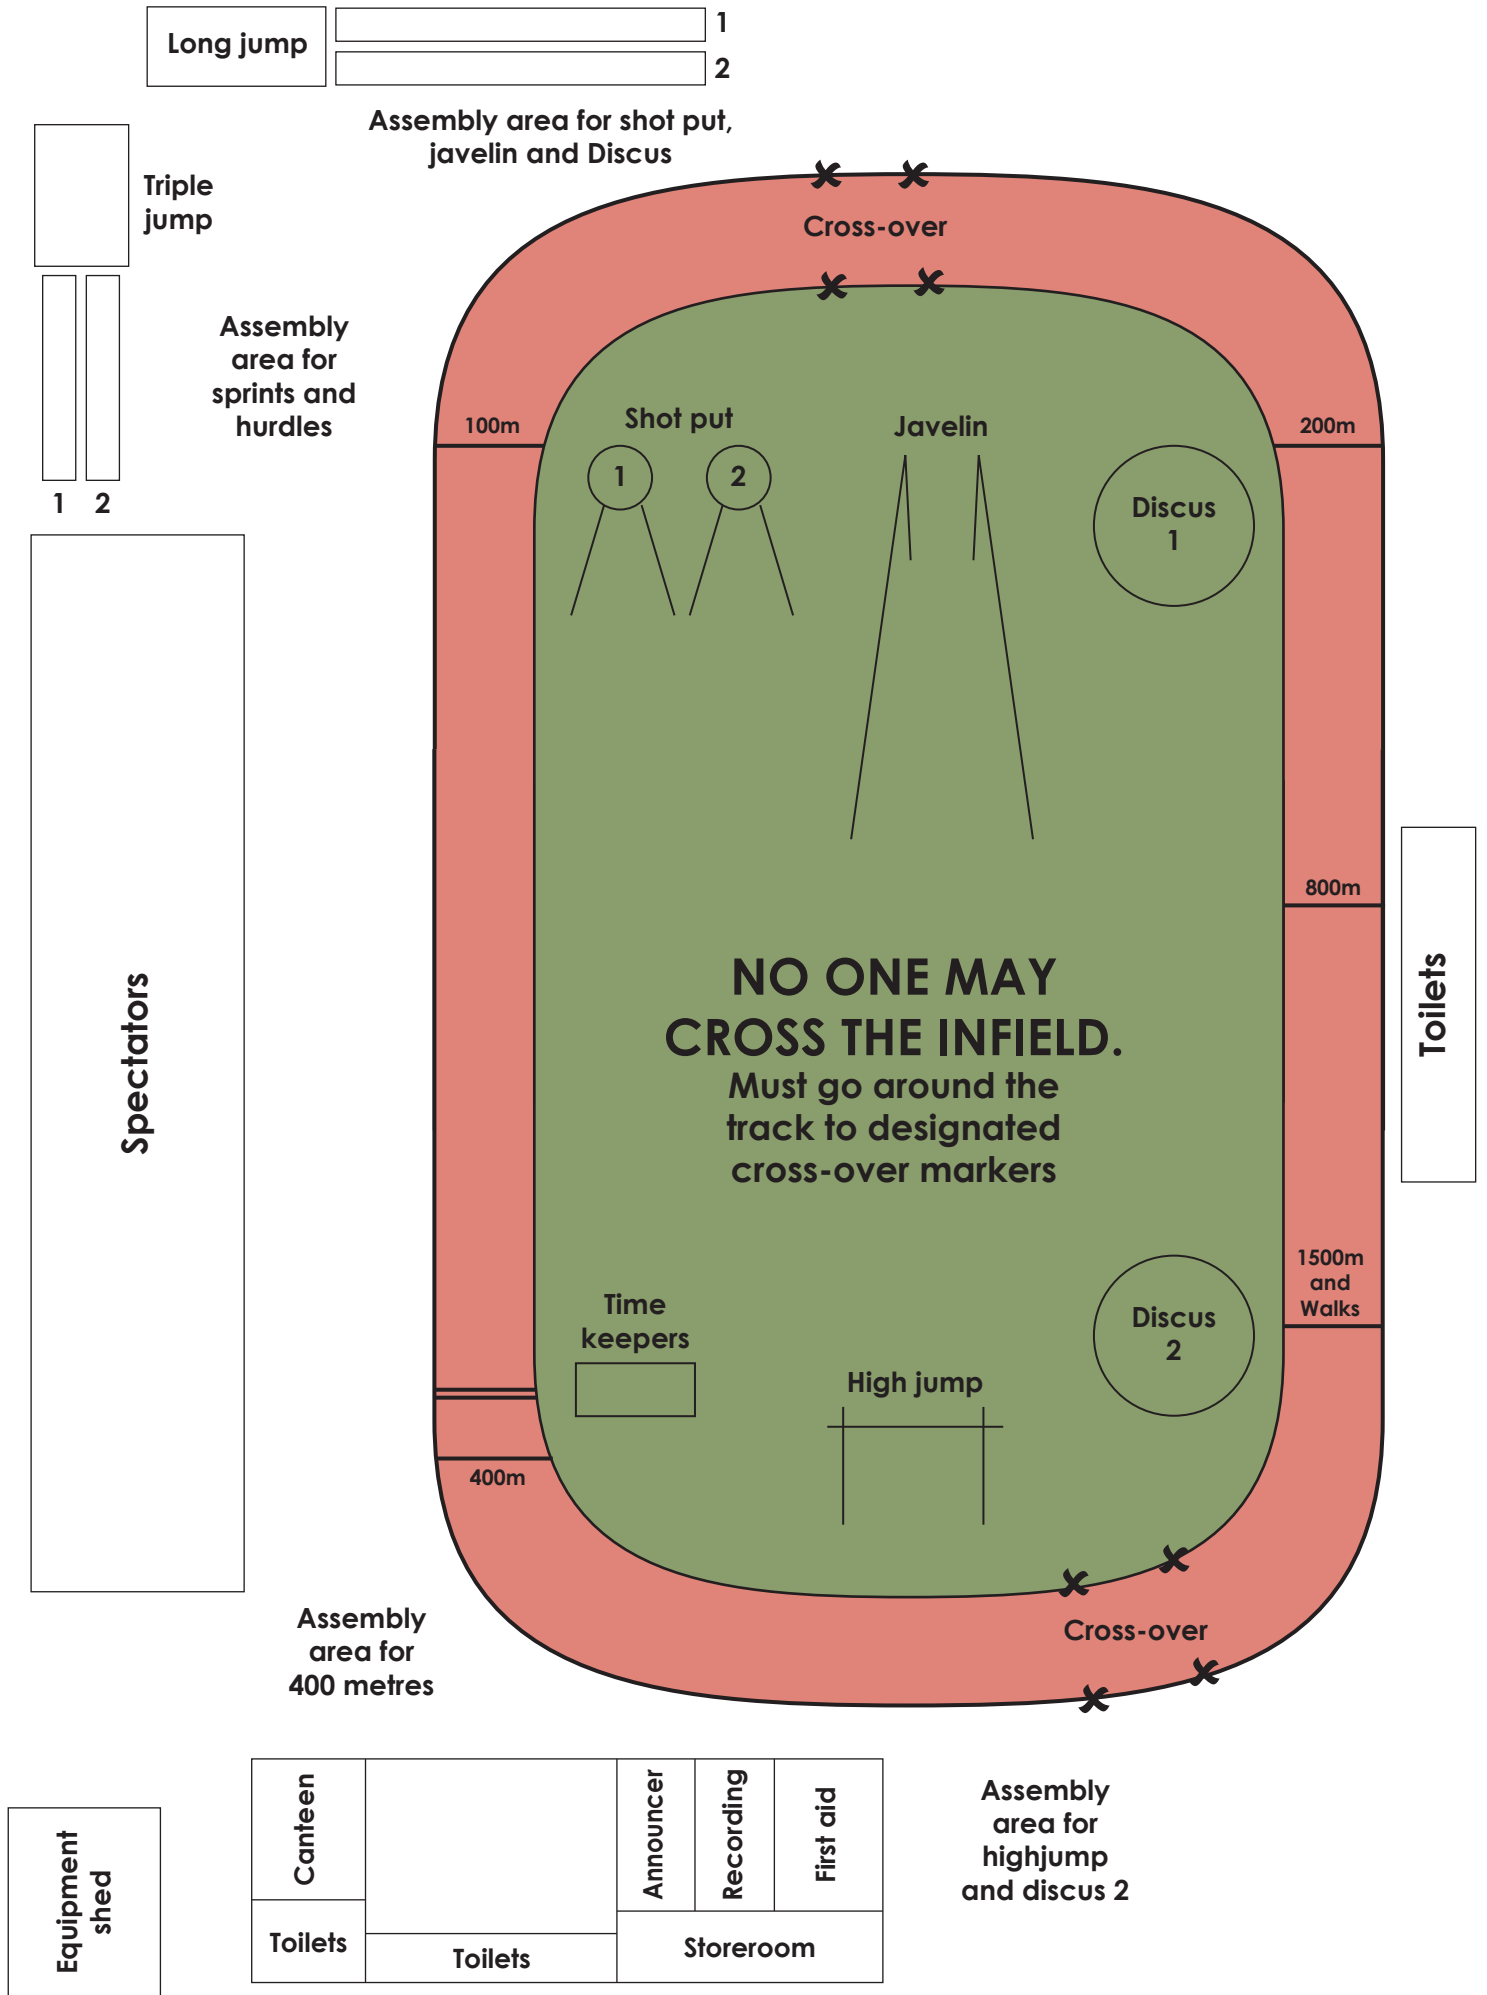 Long jump
1
2
Assembly area for shot put,
javelin and Discus
Triple
jump
Cross-over
Assembly
area for
sprints and
hurdles
1 2
100m
Shot put
1
2
Javelin
200m
Discus
1
Spectators
800m
Toilets
NO ONE MAY
CROSS THE INFIELD.
Must go around the
track to designated
cross-over markers
1500m
and
Walks
Time
keepers
Discus
2
High jump
400m
Cross-over
Assembly
area for
400 metres
Canteen
Announcer
Recording
First aid
Assembly
area for
highjump
and discus 2
Equipment
shed
Toilets
Toilets
Storeroom